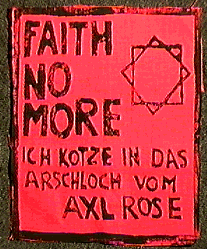 FAITH
NO
MORE
ICH KOTZE IN DAS
ARSCHLOCH VOM
AXL ROSE